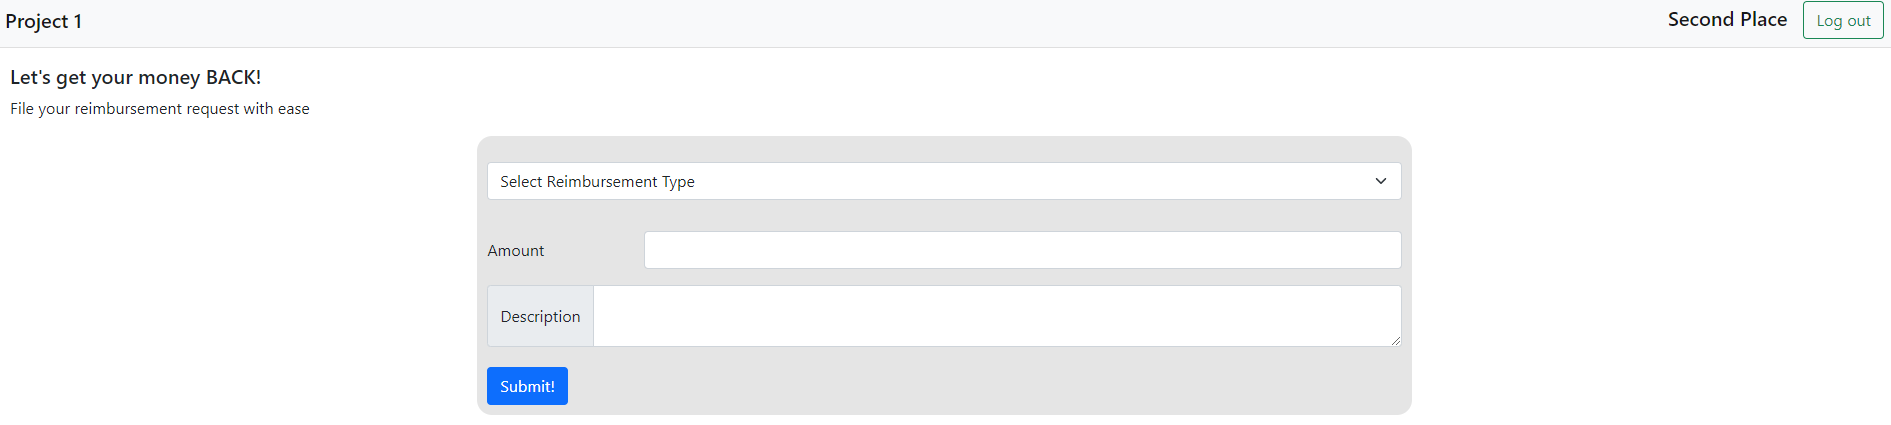 Project 1
Second Place
Log out
Let's get your money BACK!
File your reimbursement request with ease
Select Reimbursement Type
Amount
Description
Submit!